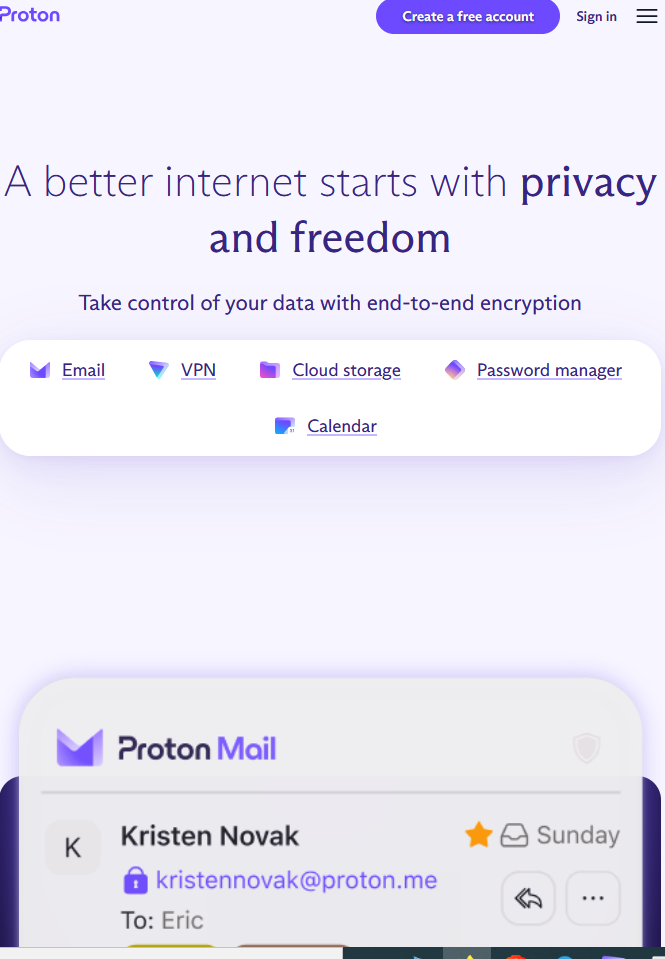 Proton
Create a free account
Sign in
A better internet starts with privacy
and freedom
Take control of your data with end-to-end encryption
Email
VPN
Cloud storage
Password manager
Calendar
Proton Mail
K
Kristen Novak
Sunday
kristennovak@proton.me
To: Eric